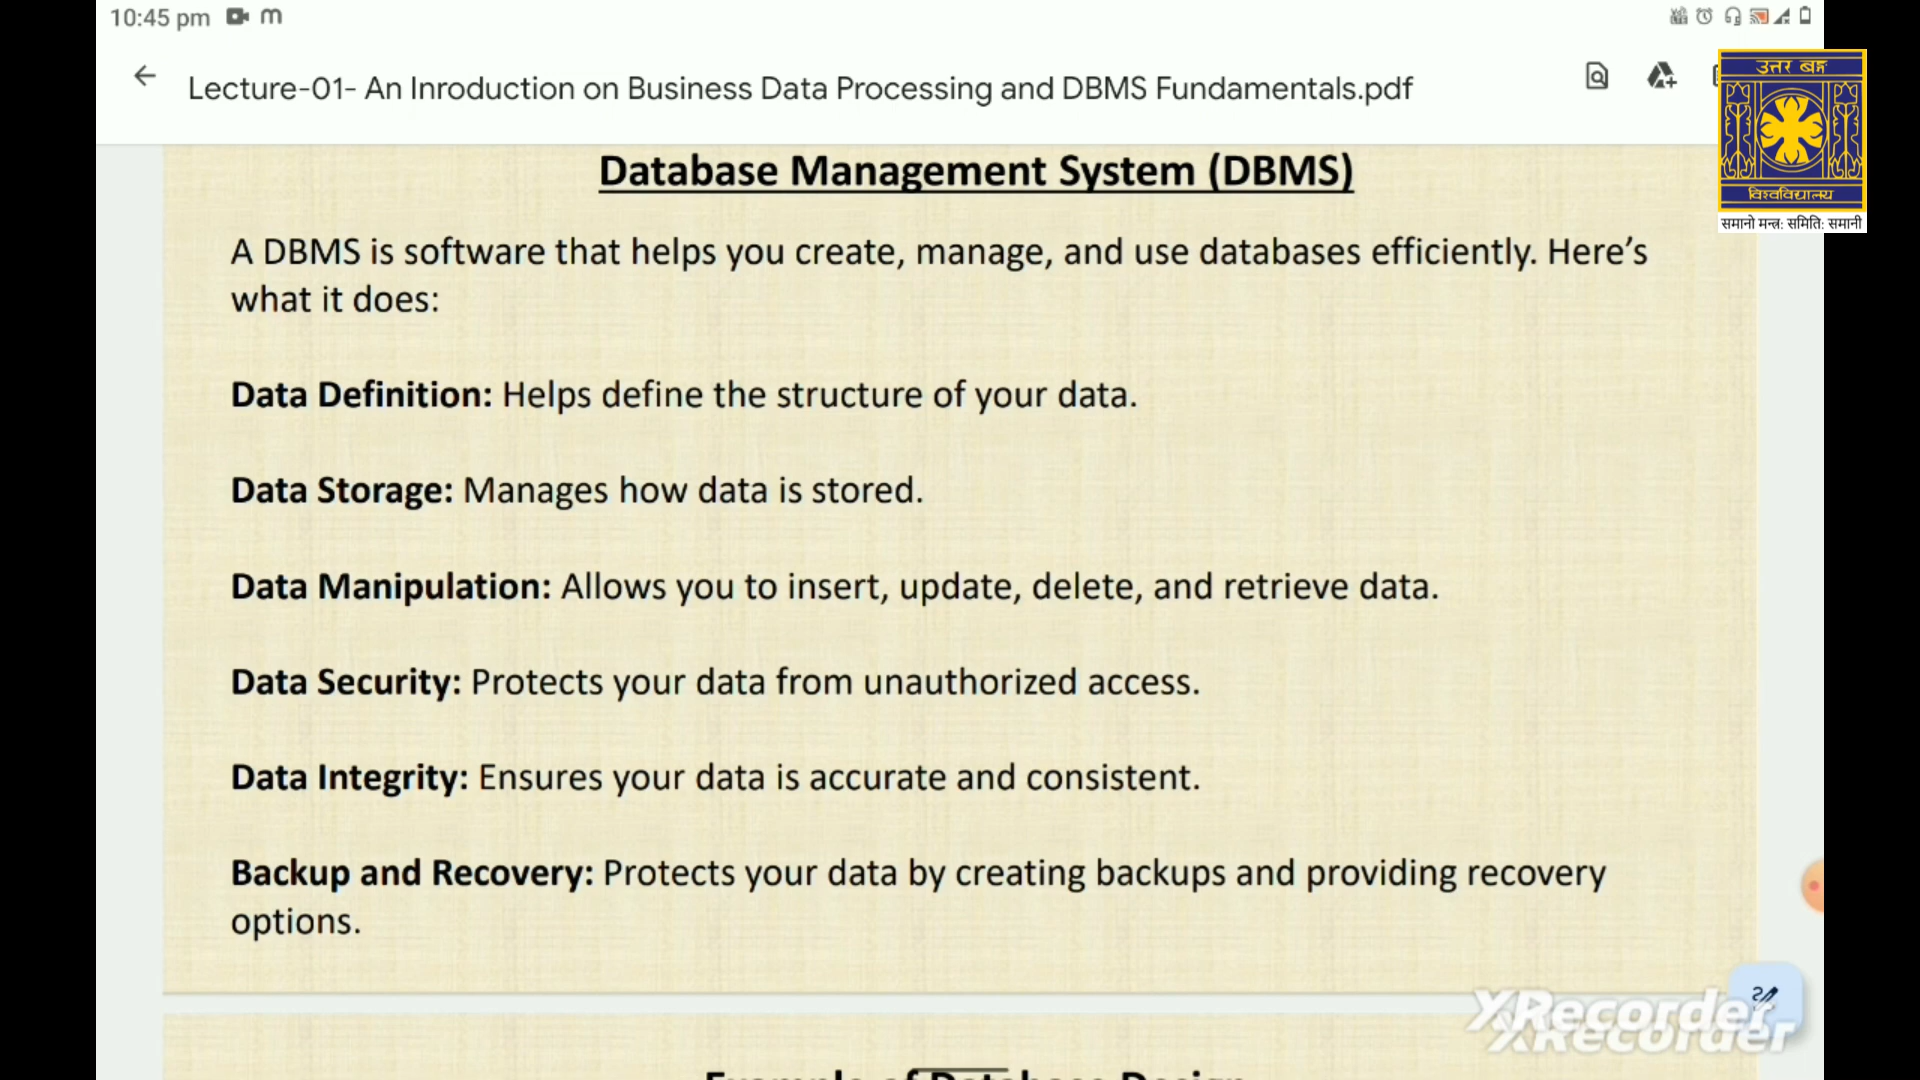 10:45 pm
Lecture-01- An Inroduction on Business Data Processing and DBMS Fundamentals.pdf
उत्तर बङ्ग
विश्वविद्यालय
समानो मन्त्र: समिति: समानी
Database Management System (DBMS)
A DBMS is software that helps you create, manage, and use databases efficiently. Here’s
what it does:
Data Definition: Helps define the structure of your data.
Data Storage: Manages how data is stored.
Data Manipulation: Allows you to insert, update, delete, and retrieve data.
Data Security: Protects your data from unauthorized access.
Data Integrity: Ensures your data is accurate and consistent.
Backup and Recovery: Protects your data by creating backups and providing recovery
options.
XRecorder
Example of Database Design